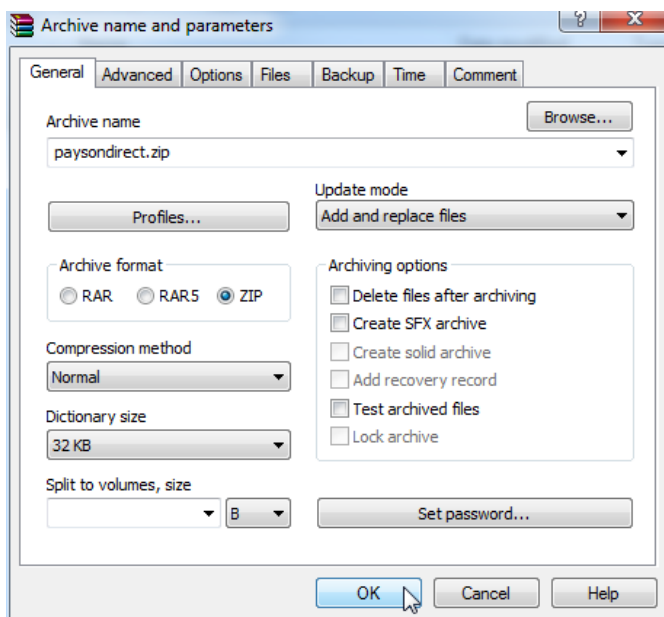 Archive name and parameters
?
X
General Advanced Options Files Backup Time Comment
Archive name
Browse...
paysondirect.zip
Update mode
Profiles...
Add and replace files
Archive format
RAR RAR5 ZIP
Archiving options
Delete files after archiving
Create SFX archive
Create solid archive
Add recovery record
Test archived files
Lock archive
Compression method
Normal
Dictionary size
32 KB
Split to volumes, size
B
Set password...
OK Cancel Help